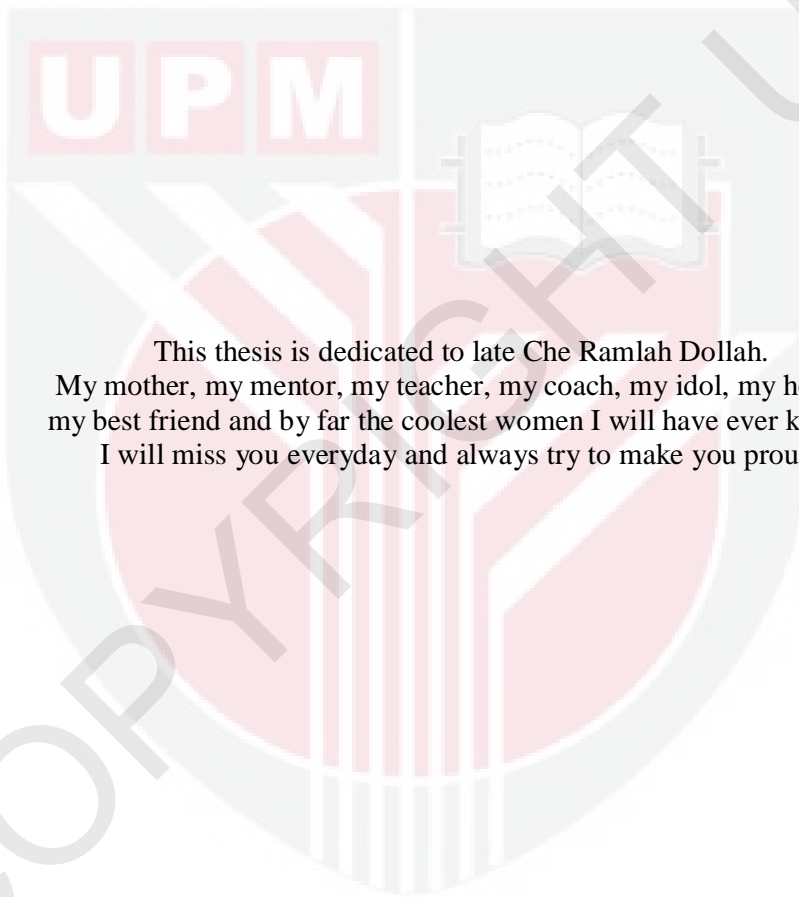 UPM
COPYRIGHT
This thesis is dedicated to late Che Ramlah Dollah.
My mother, my mentor, my teacher, my coach, my idol, my
my best friend and by far the coolest women I will have ever
I will miss you everyday and always try to make you